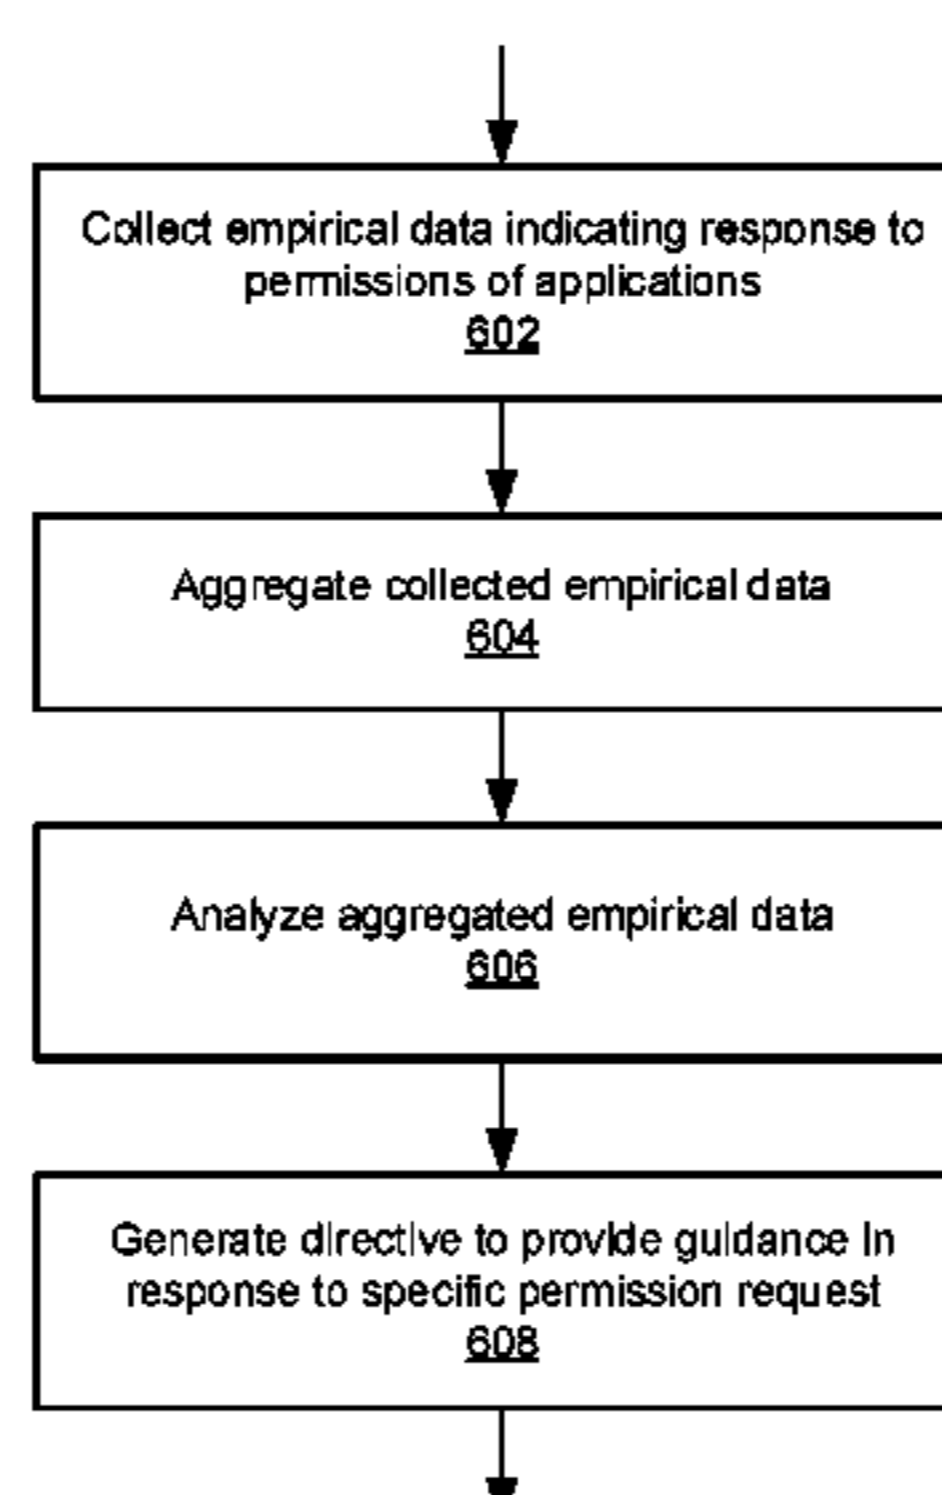 Collect empirical data indicating response to
permissions of applications
602
Aggregate collected empirical data
604
Analyze aggregated empirical data
606
Generate directive to provide guidance in
response to specific permission request
608